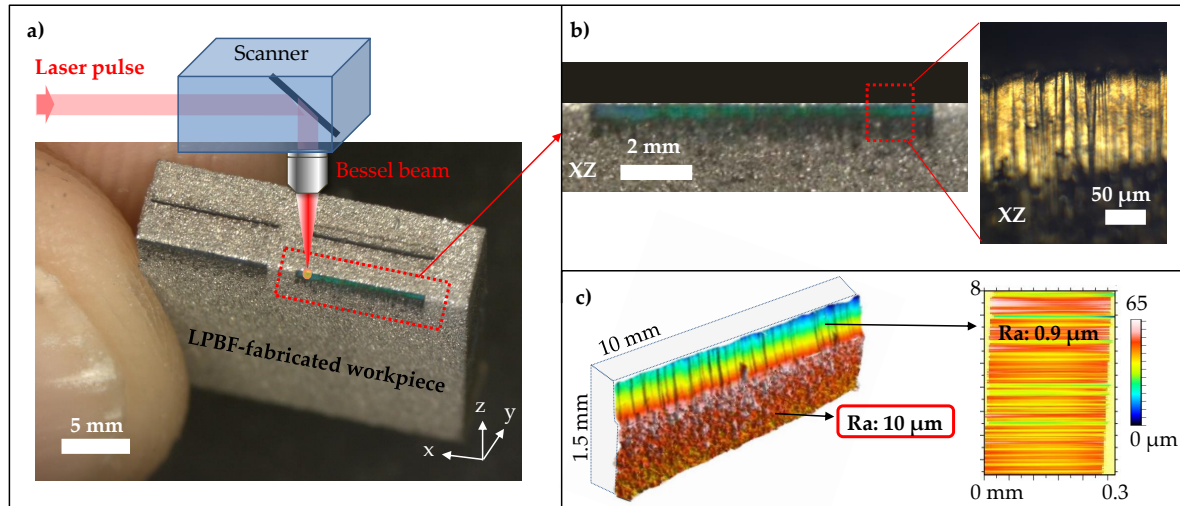 a)
Scanner
Laser pulse
Bessel beam
LPBF-fabricated workpiece
5 mm
z
y
x
b)
2 mm
XZ
50 µm
XZ
c)
10 mm
1.5 mm
Ra: 10 µm
8
65
Ra: 0.9 µm
0 µm
0 mm
0.3